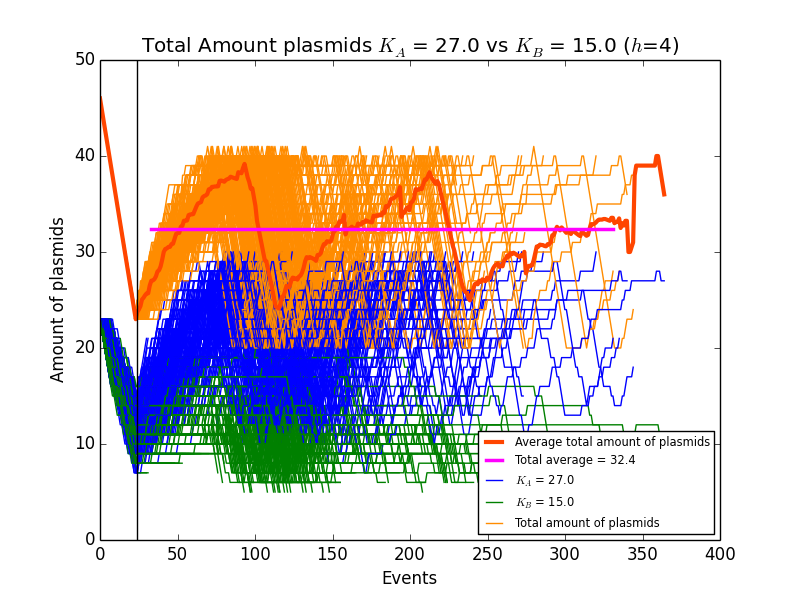 Total Amount plasmids K_A = 27.0 vs K_B = 15.0 (h=4)
50
40
30
20
10
0
Amount of plasmids
0 50 100 150 200 250 300 350 400
Events
Average total amount of plasmids
Total average = 32.4
K_A = 27.0
K_B = 15.0
Total amount of plasmids